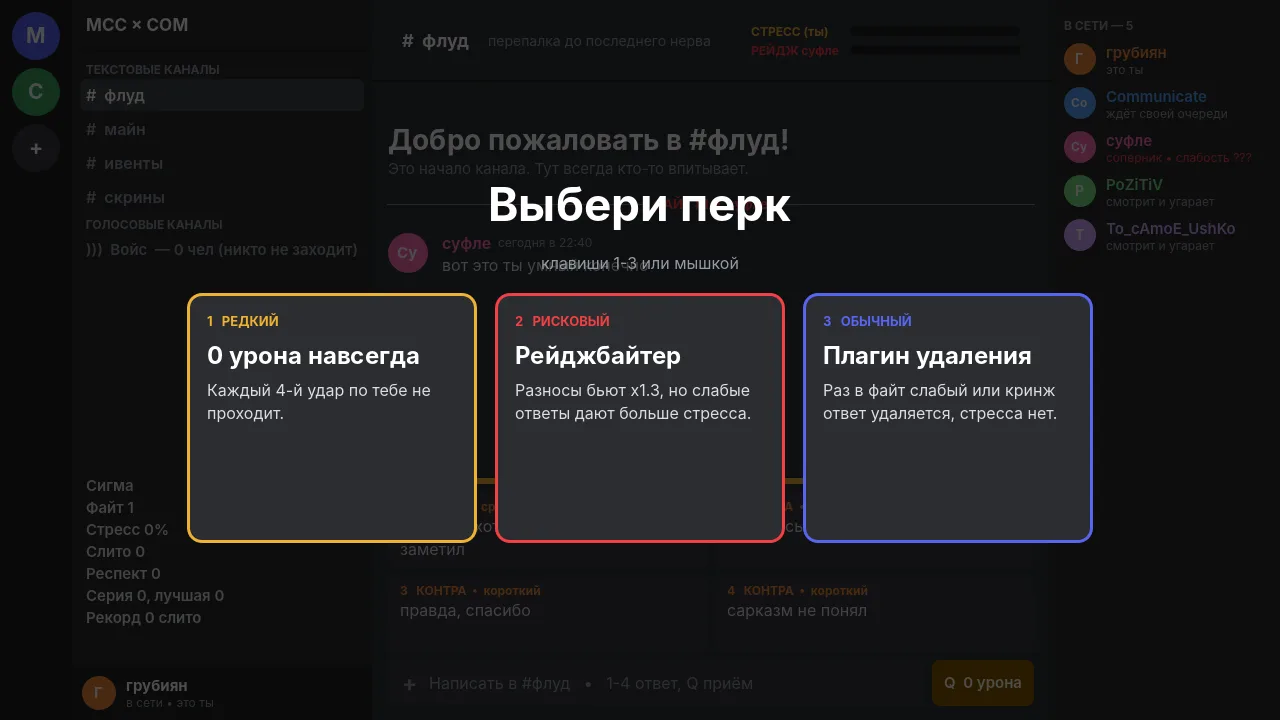 М
С
+
MCC × COM
ТЕКСТОВЫЕ КАНАЛЫ
# флуд
# майн
# ивенты
# скрины
ГОЛОСОВЫЕ КАНАЛЫ
))) Войс — 0 чел (никто не заходит)
Сигма
Файт 1
Стресс 0%
Слито 0
Респект 0
Серия 0, лучшая 0
Рекорд 0 слито
Г
грубиян
в сети • это ты
# флуд перепалка до последнего нерва
СТРЕСС (ты)
РЕЙДЖ суфле
Добро пожаловать в #флуд!
Это начало канала. Тут всегда кто-то впитывает.
Выбери перк
Су
суфле сегодня в 22:40
вот это ты
клавиши 1-3 или мышкой
1 РЕДКИЙ
0 урона навсегда
Каждый 4-й удар по тебе не
проходит.
2 РИСКОВЫЙ
Рейджбайтер
Разносы бьют x1.3, но слабые
ответы дают больше стресса.
3 ОБЫЧНЫЙ
Плагин удаления
Раз в файт слабый или кринж
ответ удаляется, стресса нет.
заметил
3 КОНТРА • короткий
правда, спасибо
4 КОНТРА • короткий
сарказм не понял
+ Написать в #флуд • 1-4 ответ, Q приём
Q 0 урона
В СЕТИ — 5
Г
грубиян
это ты
Co
Communicate
ждёт своей очереди
Су
суфле
соперник • слабость ???
P
PoZiTiV
смотрит и угарает
T
To_cAmoE_UshKo
смотрит и угарает